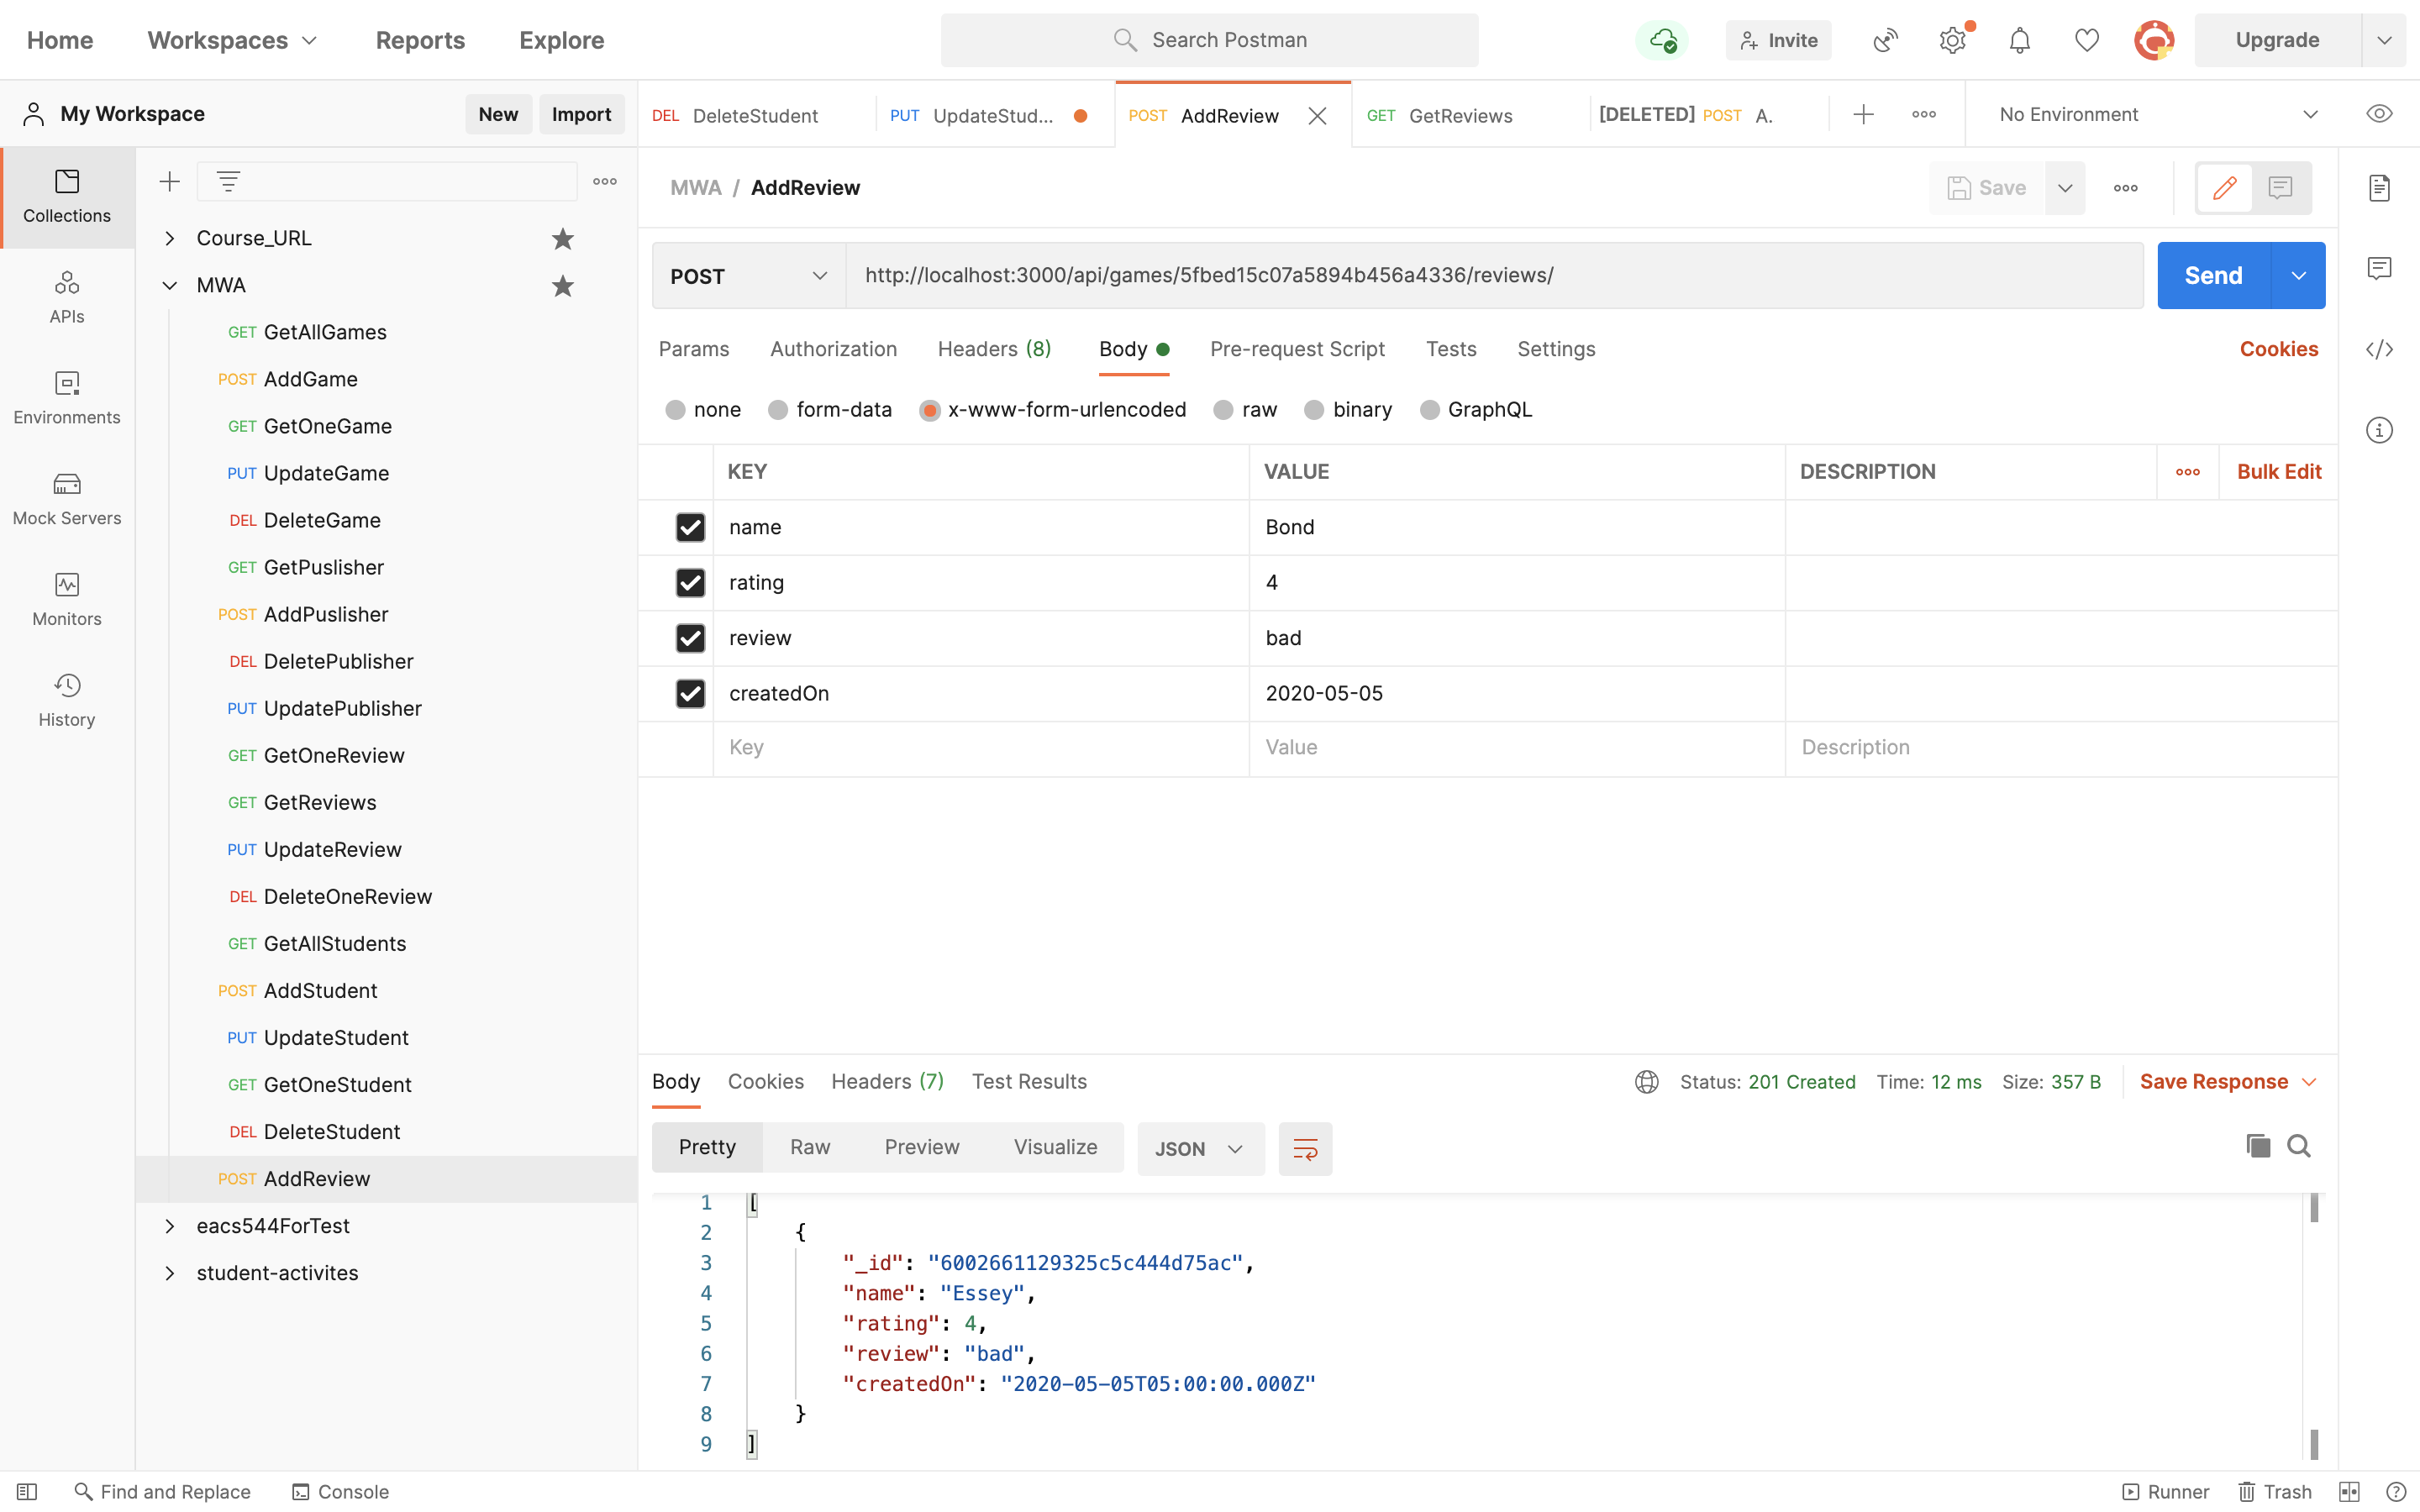 Home Workspaces Reports Explore Search Postman Invite Upgrade
My Workspace New Import
DEL DeleteStudent PUT UpdateStud... POST AddReview GET GetReviews [DELETED] POST A. No Environment
Collections
APIs
Environments
Mock Servers
Monitors
History
Course_URL
MWA
GET GetAllGames
POST AddGame
GET GetOneGame
PUT UpdateGame
DEL DeleteGame
GET GetPuslisher
POST AddPuslisher
DEL DeletePublisher
PUT UpdatePublisher
GET GetOneReview
GET GetReviews
PUT UpdateReview
DEL DeleteOneReview
GET GetAllStudents
POST AddStudent
PUT UpdateStudent
GET GetOneStudent
DEL DeleteStudent
POST AddReview
eacs544ForTest
student-activites
MWA / AddReview Save
POST http://localhost:3000/api/games/5fbed15c07a5894b456a4336/reviews/ Send
Params Authorization Headers (8) Body Pre-request Script Tests Settings Cookies
none form-data x-www-form-urlencoded raw binary GraphQL
KEY VALUE DESCRIPTION Bulk Edit
name Bond
rating 4
review bad
createdOn 2020-05-05
Key Value Description
Body Cookies Headers (7) Test Results Status: 201 Created Time: 12 ms Size: 357 B Save Response
Pretty Raw Preview Visualize JSON
1 [
2 {
3 "_id": "6002661129325c5c444d75ac",
4 "name": "Essey",
5 "rating": 4,
6 "review": "bad",
7 "createdOn": "2020-05-05T05:00:00.000Z"
8 }
9 ]
Find and Replace Console Runner Trash